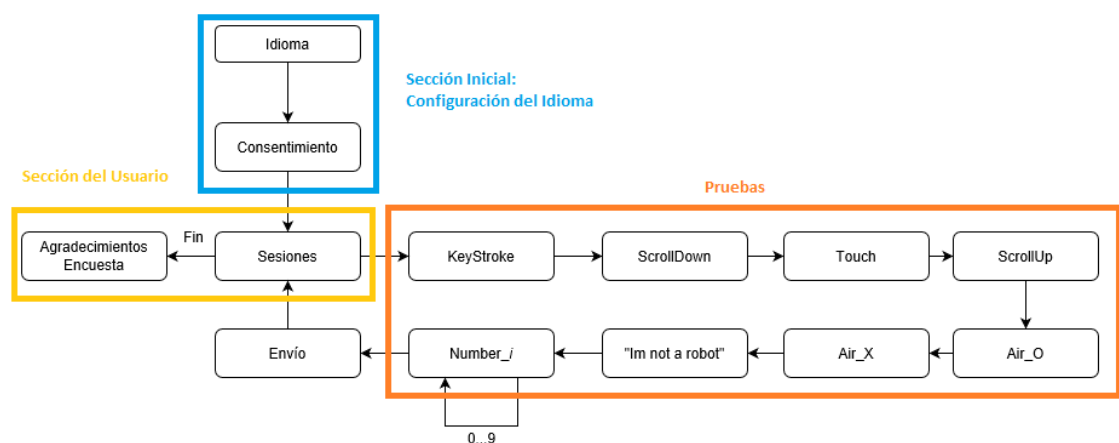 Idioma
Sección Inicial:
Configuración del Idioma
Consentimiento
Sección del Usuario
Pruebas
Agradecimientos
Encuesta
Fin
Sesiones
KeyStroke
ScrollDown
Touch
ScrollUp
Envío
Number_i
"Im not a robot"
Air_X
Air_O
0...9